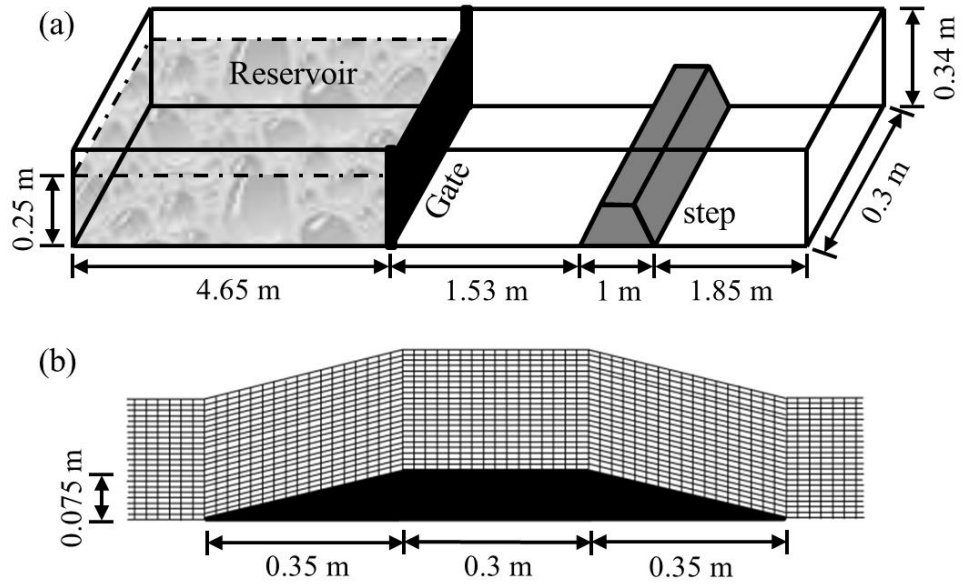 (a)
Reservoir
0.34 m
Gate
0.3 m
0.25 m
step
4.65 m
1.53 m
1 m
1.85 m
(b)
0.075 m
0.35 m
0.3 m
0.35 m